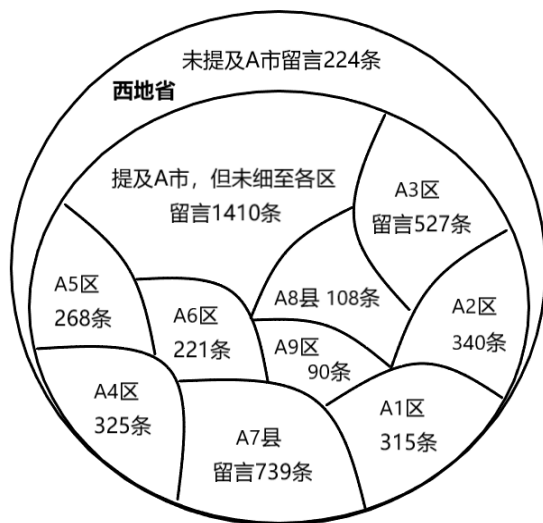 未提及A市留言224条
西地省
提及A市，但未细至各区
留言1410条
A3区
留言527条
A5区
268条
A6区
221条
A8县 108条
A2区
340条
A9区
90条
A4区
325条
A1区
315条
A7县
留言739条